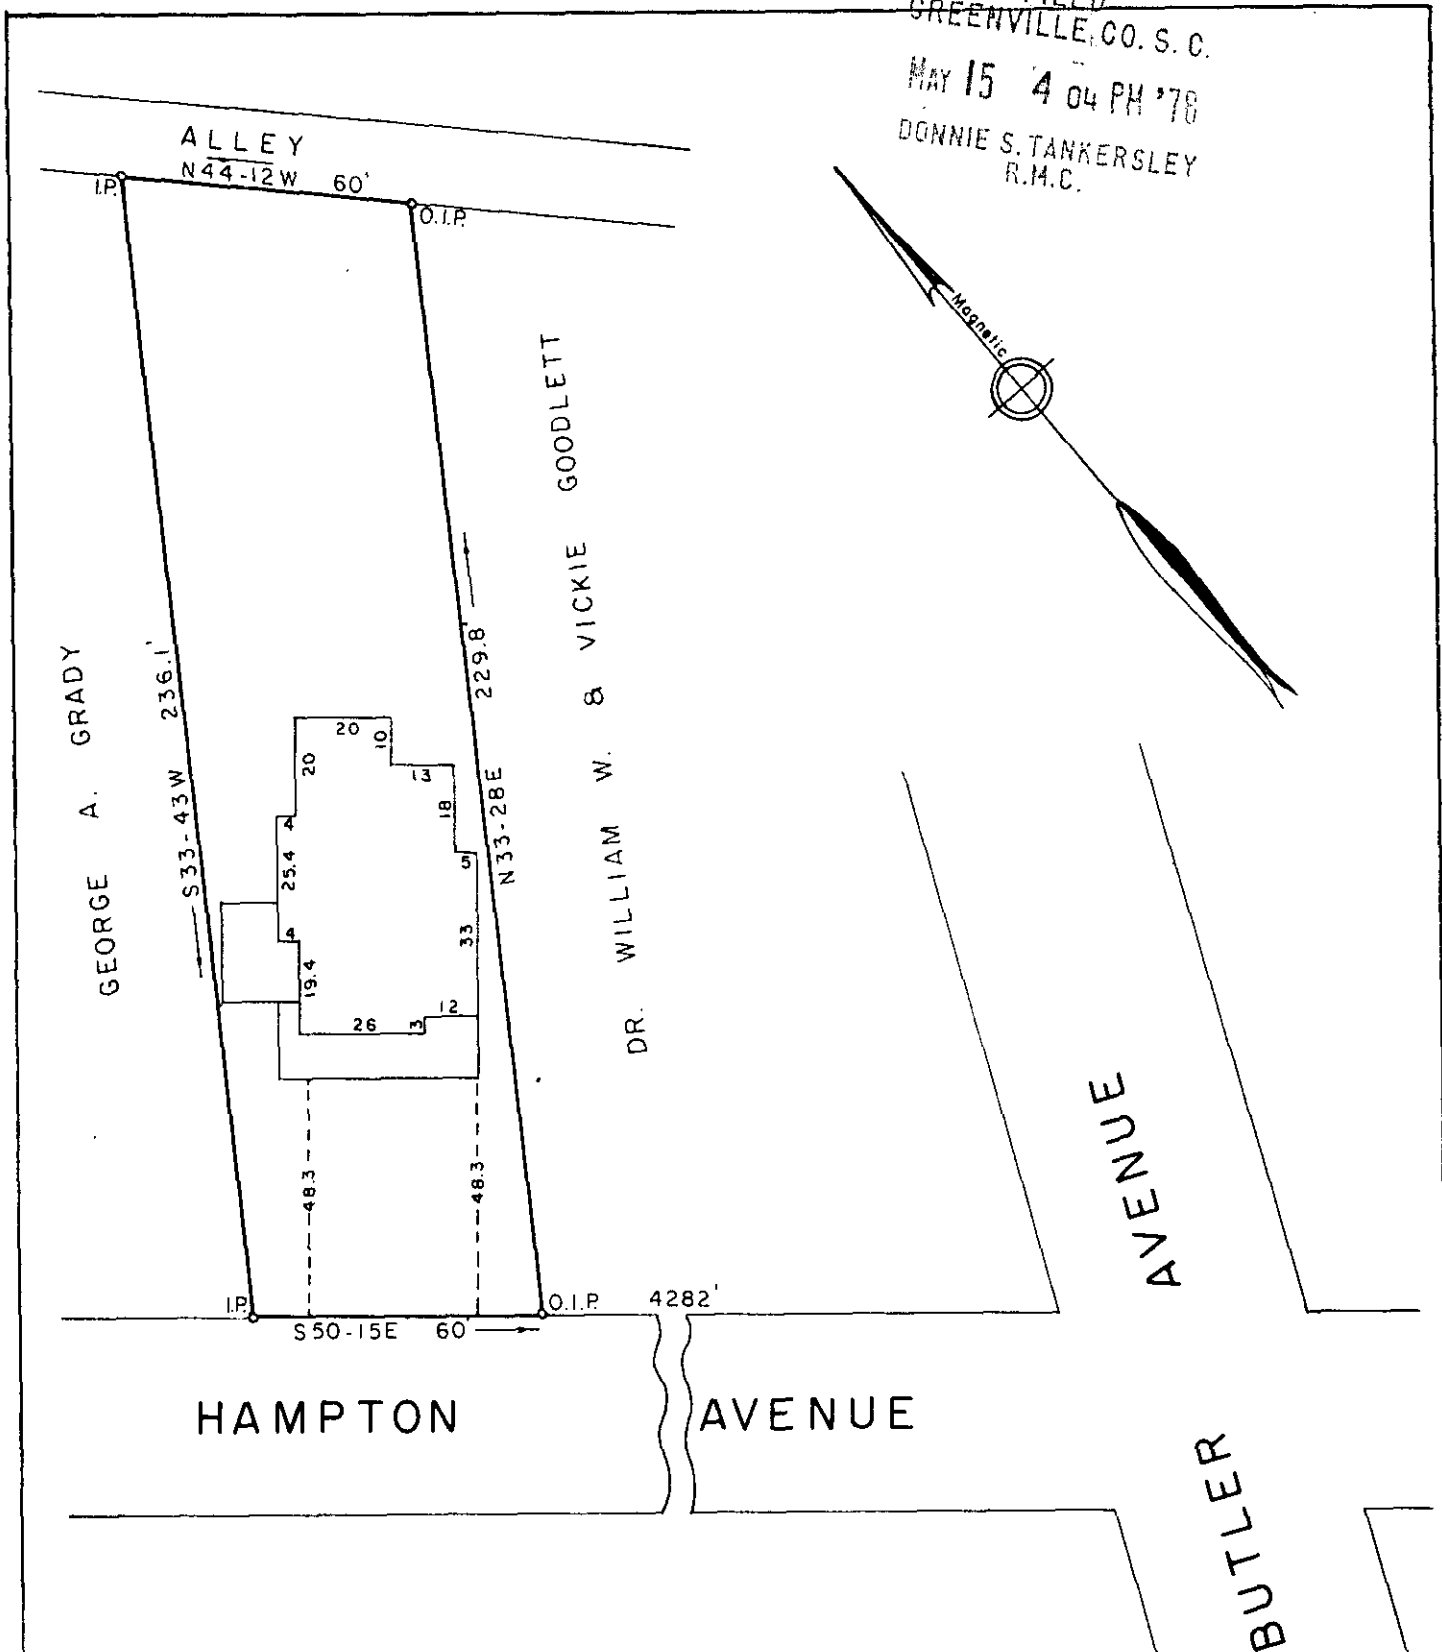 GREENVILLE, CO. S. C.
MAY 15 4 04 PM '78
DONNIE S. TANKERSLEY
R.M.C.
ALLEY
N44-12W 60'
I.P.
O.I.P.
Magnetic
GEORGE A. GRADY
S33-43W 236.1'
N33-28E 229.8'
DR. WILLIAM W. & VICKIE GOODLETT
20
10
20
13
18
4
5
25.4
33
4
19.4
12
3
26
48.3
48.3
I.P.
O.I.P.
4282'
S50-15E 60'
HAMPTON AVENUE
BUTLER AVENUE